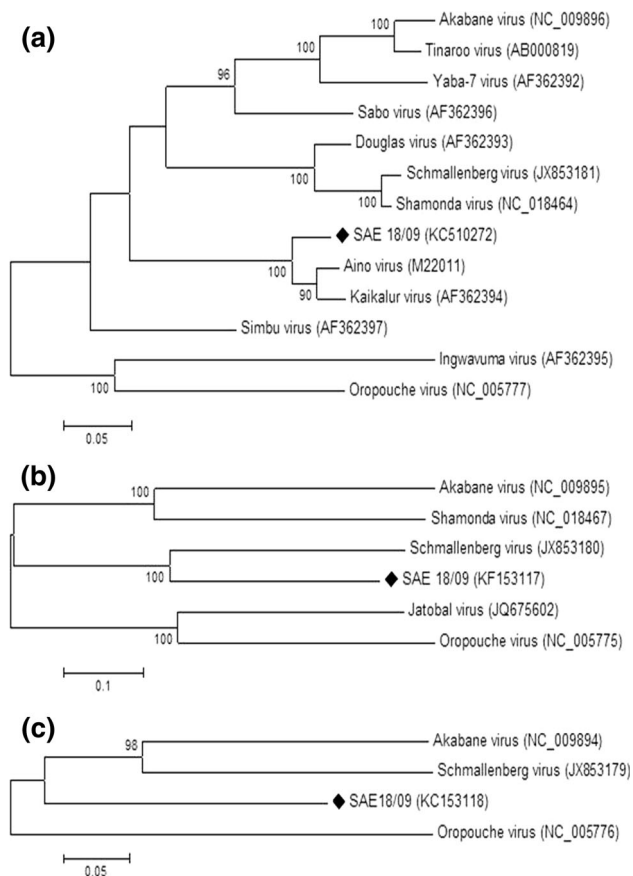 (a)
100
Akabane virus (NC_009896)
100
Tinaroo virus (AB000819)
96
Yaba-7 virus (AF362392)
Sabo virus (AF362396)
Douglas virus (AF362393)
100
Schmallenberg virus (JX853181)
100
Shamonda virus (NC_018464)
SAE 18/09 (KC510272)
100
Aino virus (M22011)
90
Kaikalur virus (AF362394)
Simbu virus (AF362397)
Ingwavuma virus (AF362395)
100
Oropouche virus (NC_005777)
0.05
(b)
100
Akabane virus (NC_009895)
Shamonda virus (NC_018467)
Schmallenberg virus (JX853180)
100
SAE 18/09 (KF153117)
Jatobal virus (JQ675602)
100
Oropouche virus (NC_005775)
0.1
(c)
98
Akabane virus (NC_009894)
Schmallenberg virus (JX853179)
SAE18/09 (KC153118)
Oropouche virus (NC_005776)
0.05